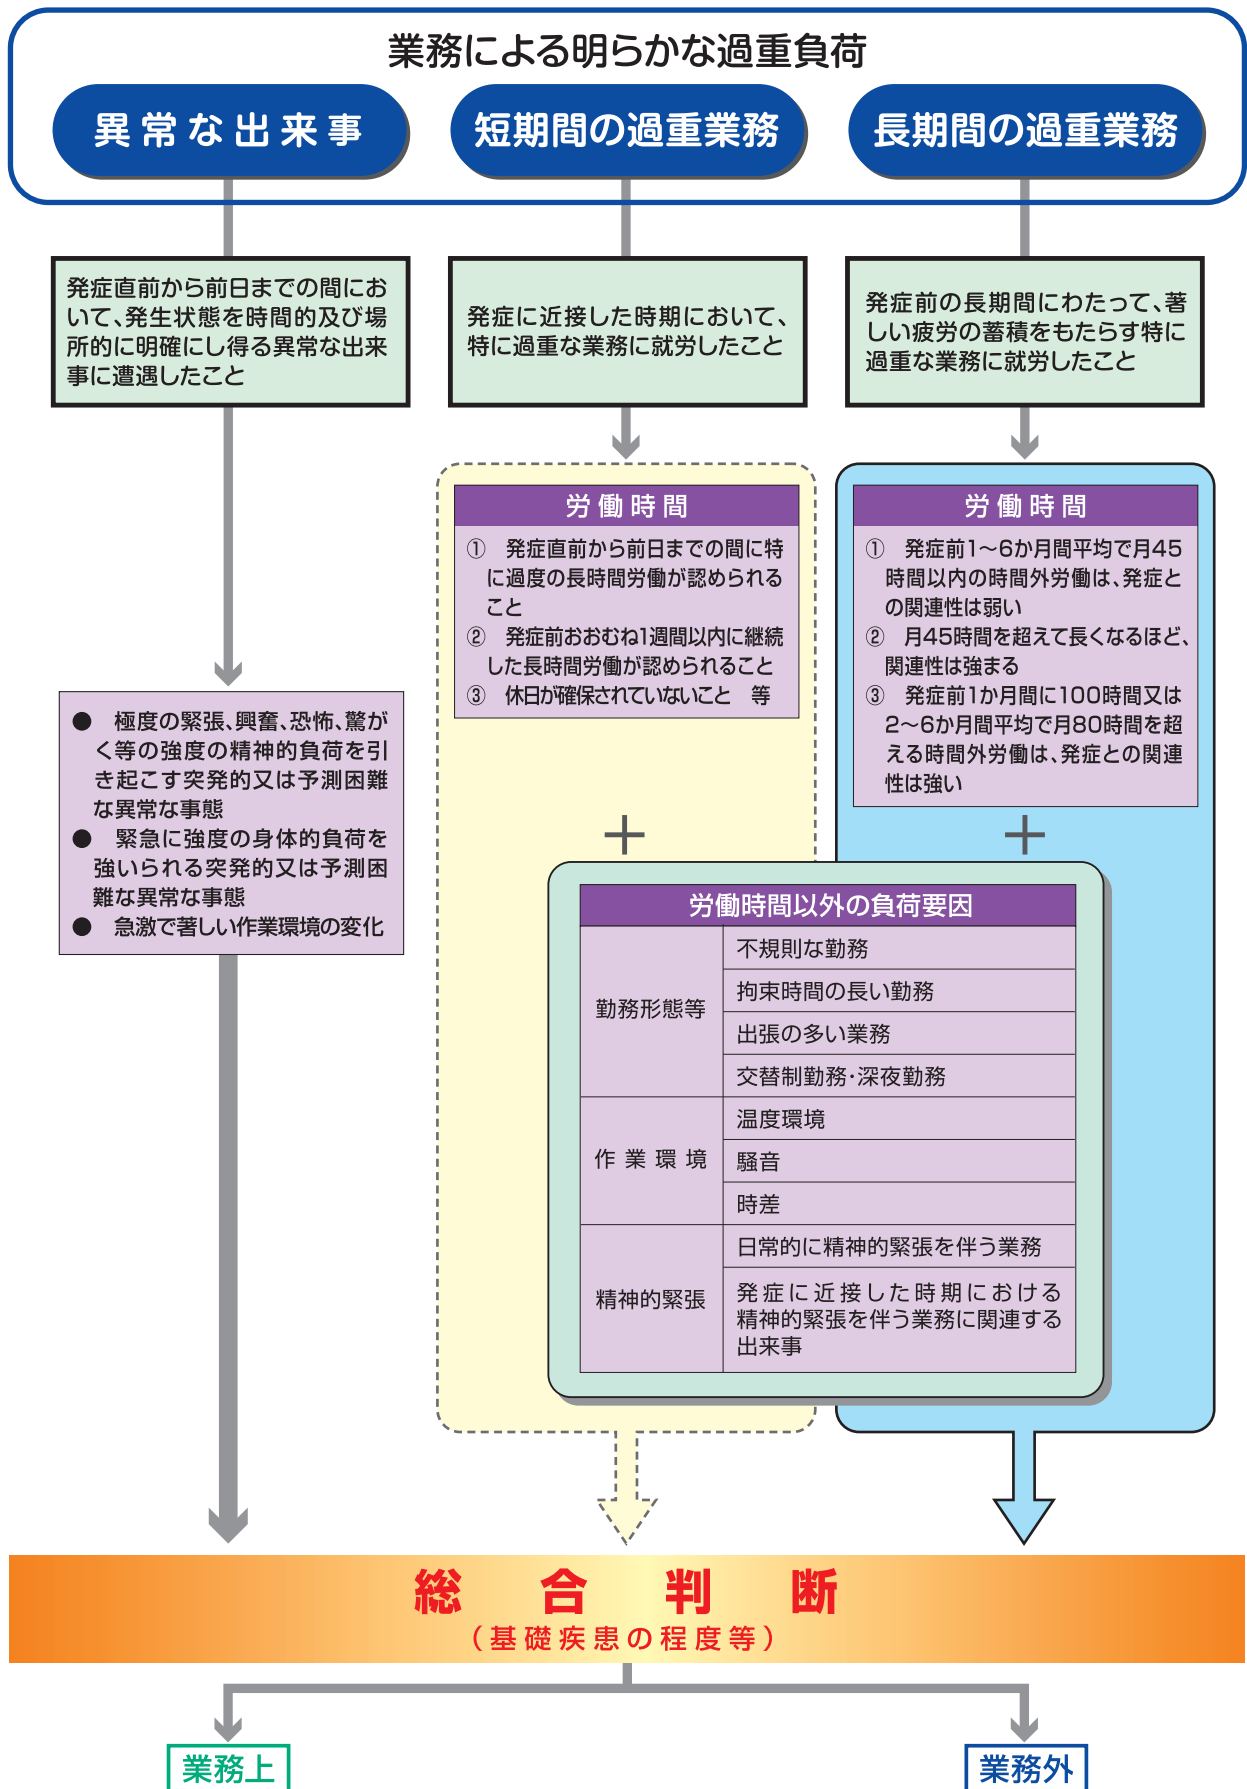 業務による明らかな過重負荷
異常な出来事
短期間の過重業務
長期間の過重業務
発症直前から前日までの間にお
いて、発生状態を時間的及び場
所的に明確にし得る異常な出来
事に遭遇したこと
発症に近接した時期において、
特に過重な業務に就労したこと
発症前の長期間にわたって、著
しい疲労の蓄積をもたらす特に
過重な業務に就労したこと
● 極度の緊張、興奮、恐怖、驚が
く等の強度の精神的負荷を引
き起こす突発的又は予測困難
な異常な事態
● 緊急に強度の身体的負荷を
強いられる突発的又は予測困
難な異常な事態
● 急激で著しい作業環境の変化
労働時間
① 発症直前から前日までの間に特
に過度の長時間労働が認められる
こと
② 発症前おおむね1週間以内に継続
した長時間労働が認められること
③ 休日が確保されていないこと 等
労働時間
① 発症前1～6か月間平均で月45
時間以内の時間外労働は、発症と
の関連性は弱い
② 月45時間を超えて長くなるほど、
関連性は強まる
③ 発症前1か月間に100時間又は
2～6か月間平均で月80時間を超
える時間外労働は、発症との関連
性は強い
＋
＋
労働時間以外の負荷要因
勤務形態等
不規則な勤務
拘束時間の長い勤務
出張の多い業務
交替制勤務・深夜勤務
作業環境
温度環境
騒音
時差
精神的緊張
日常的に精神的緊張を伴う業務
発症に近接した時期における
精神的緊張を伴う業務に関連する
出来事
総合判断
（基礎疾患の程度等）
業務上
業務外